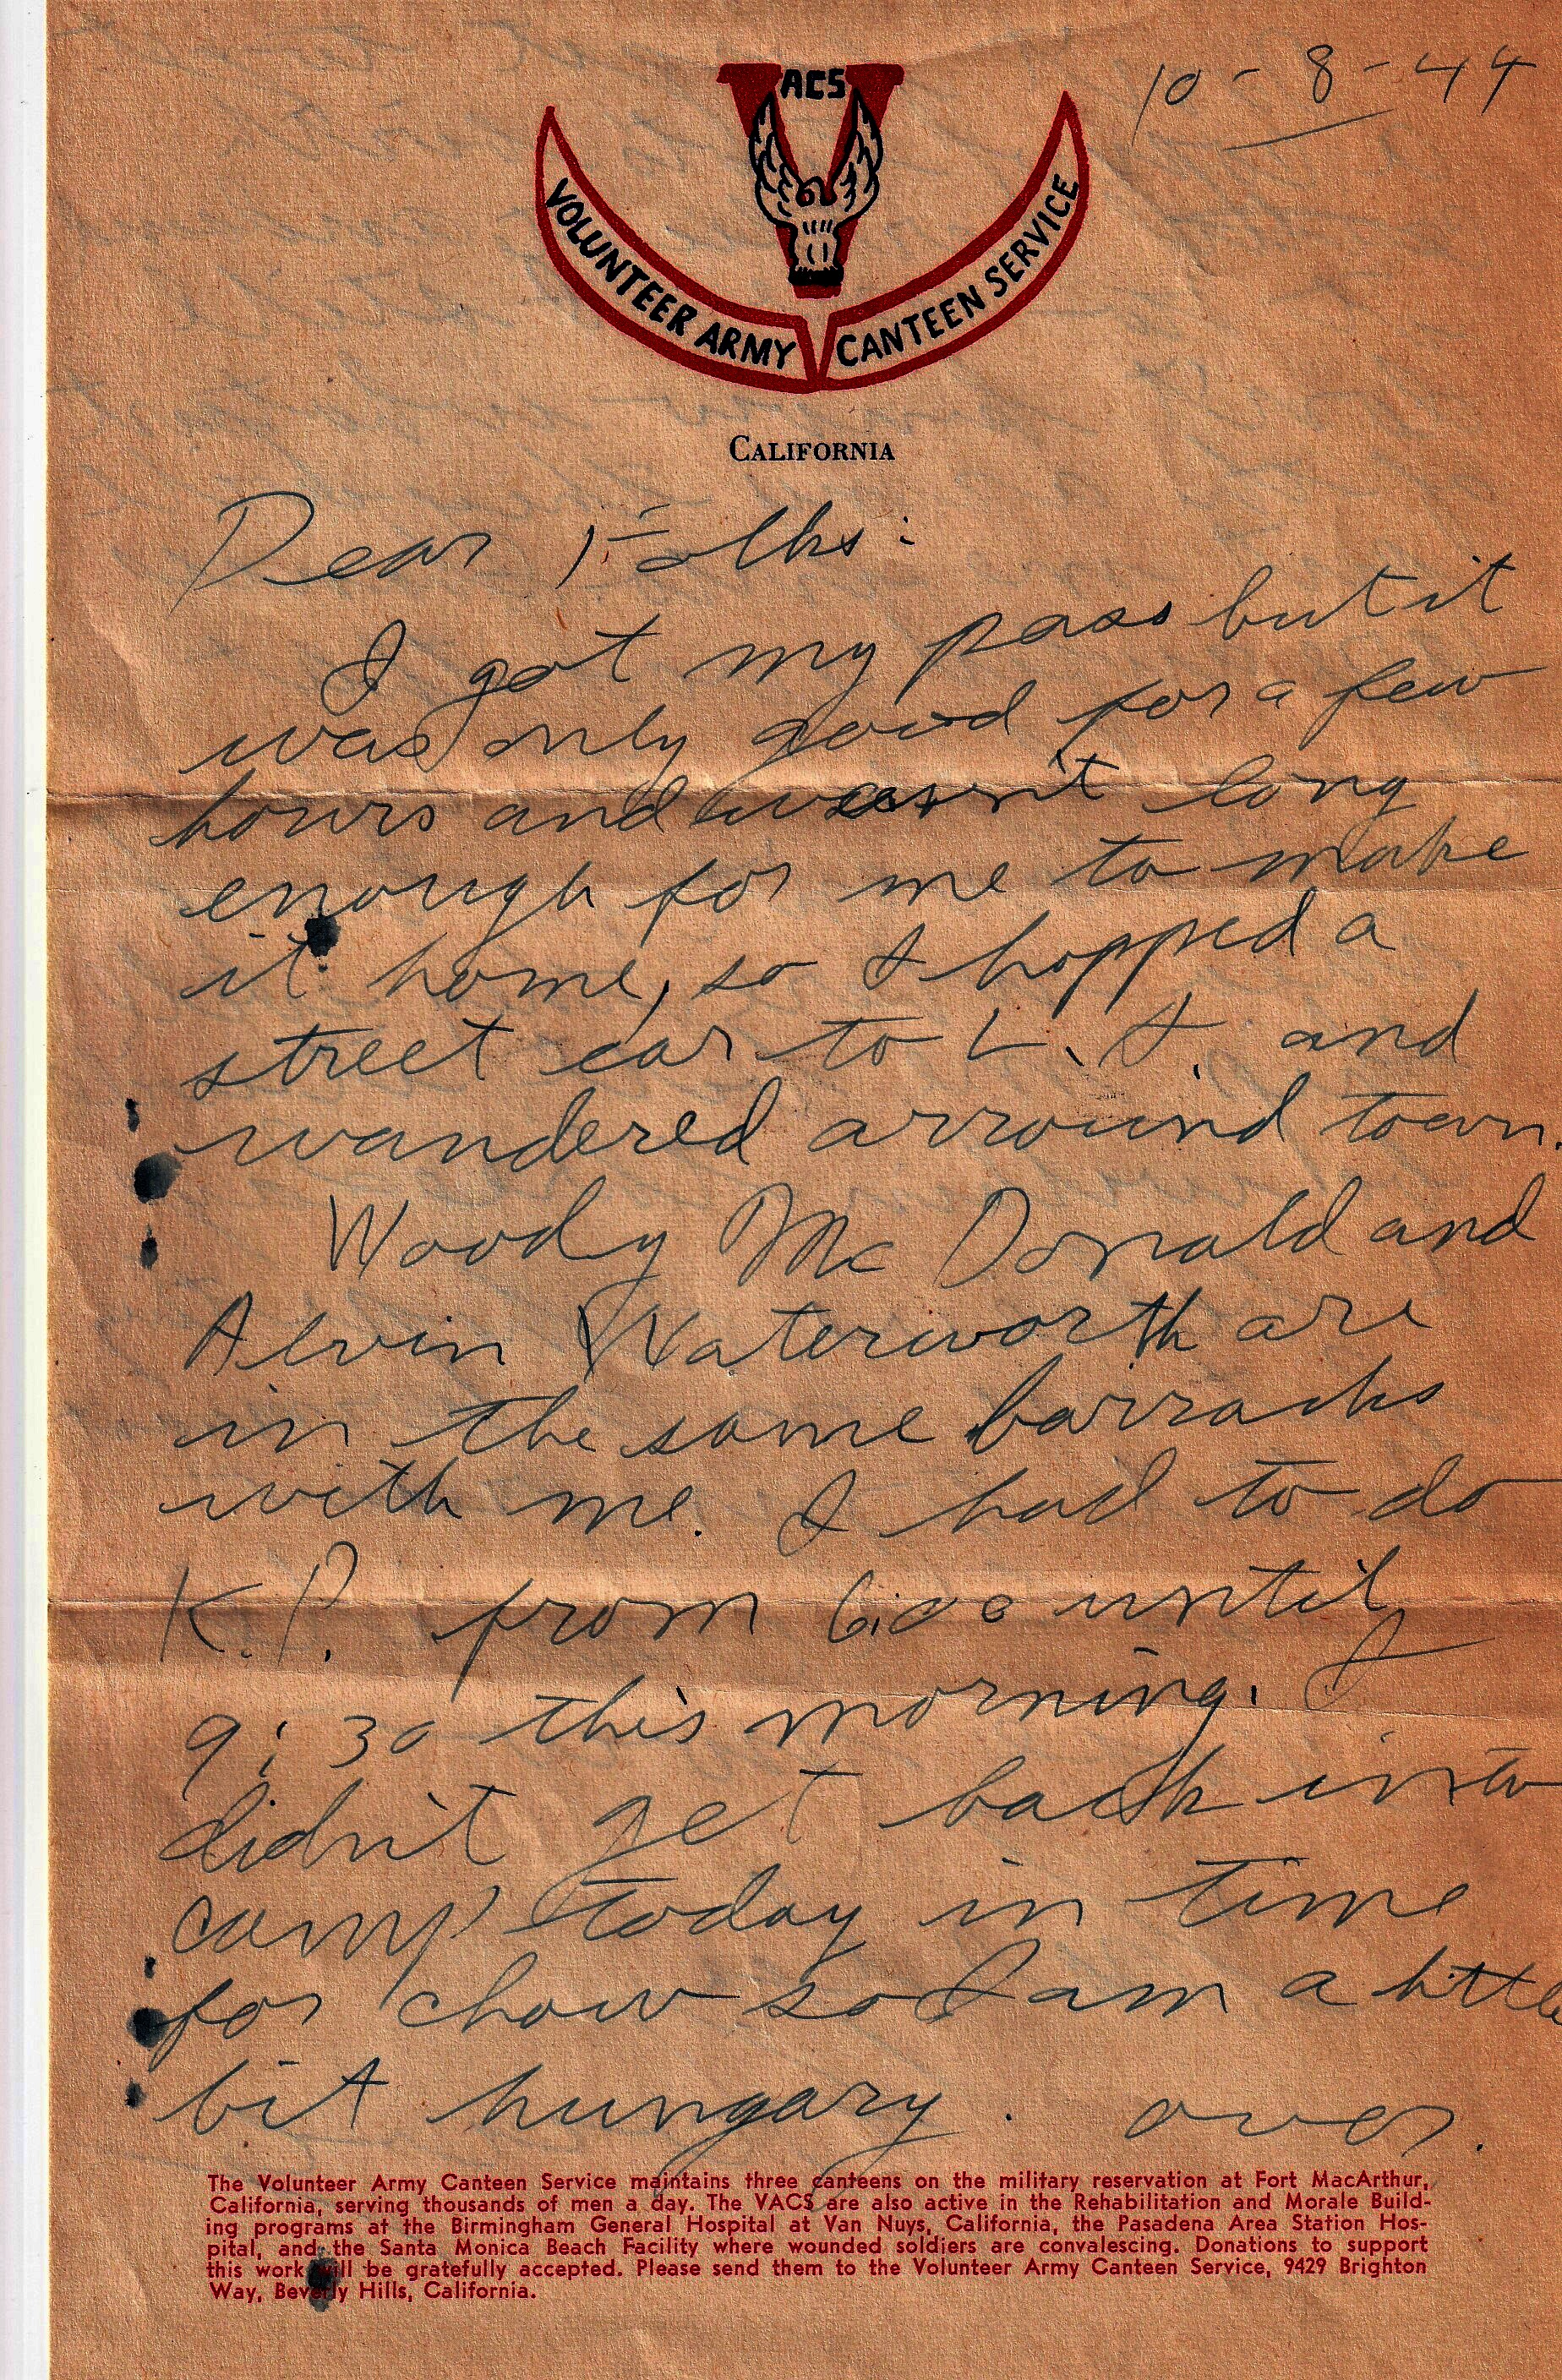 10-8-44
ACS
VOLUNTEER ARMY CANTEEN SERVICE
CALIFORNIA
Dear Folks:
I got my pass but it
was only good for a few
hours and wasn't long
enough for me to make
it home, so I hopped a
street car to L.A. and
wandered arround town.
Woody Mc Donald and
Alvin Waterworth are
in the same barracks
with me. I had to do
K.P. from 6:00 until
9:30 this morning. I
didn't get back into
camp today in time
for chow so I am a little
bit hungary. over.
The Volunteer Army Canteen Service maintains three canteens on the military reservation at Fort MacArthur,
California, serving thousands of men a day. The VACS are also active in the Rehabilitation and Morale Build-
ing programs at the Birmingham General Hospital at Van Nuys, California, the Pasadena Area Station Hos-
pital, and the Santa Monica Beach Facility where wounded soldiers are convalescing. Donations to support
this work will be gratefully accepted. Please send them to the Volunteer Army Canteen Service, 9429 Brighton
Way, Beverly Hills, California.